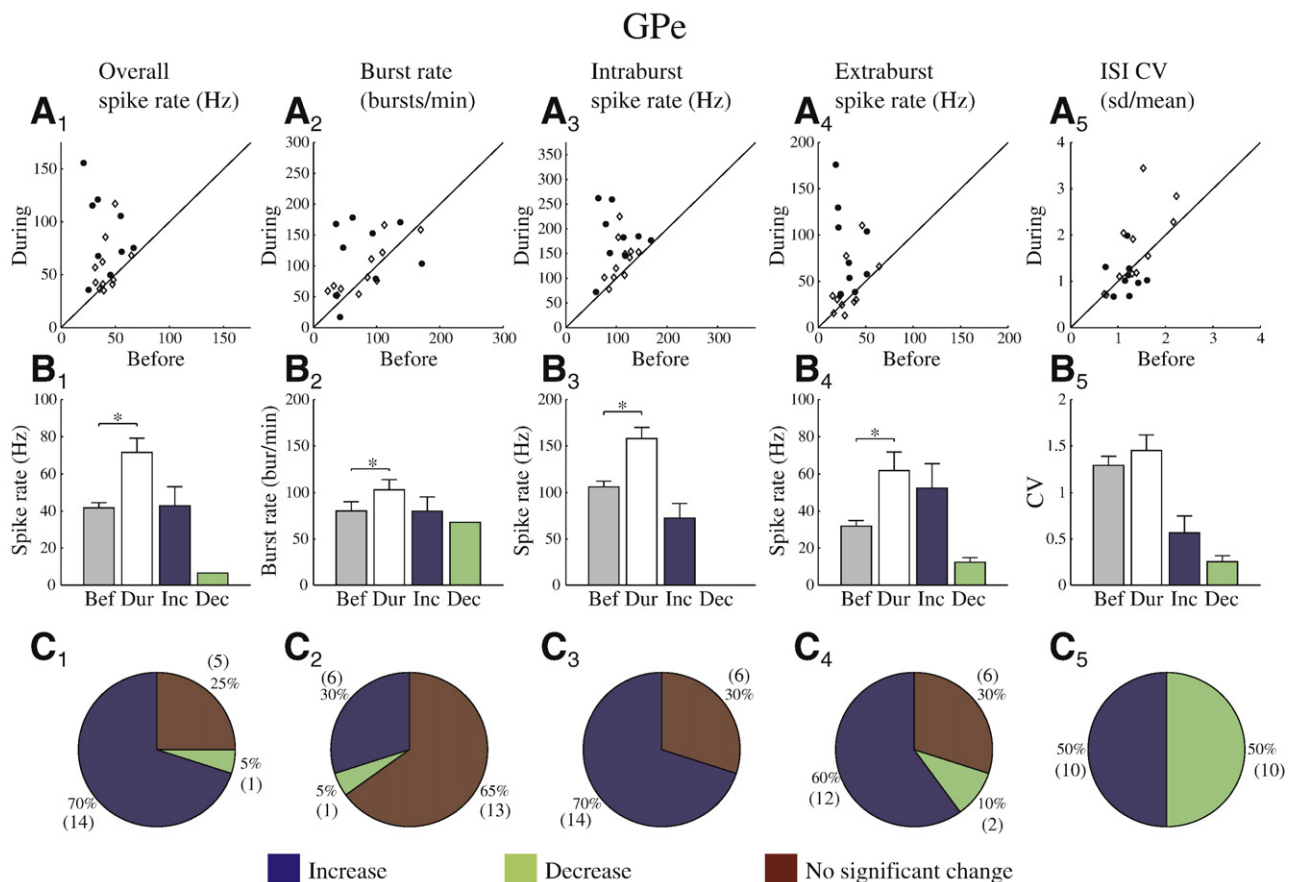 GPe
Overall
spike rate (Hz)
Burst rate
(bursts/min)
Intraburst
spike rate (Hz)
Extraburst
spike rate (Hz)
ISI CV
(sd/mean)
A1
A2
A3
A4
A5
During
150
100
50
0
0 50 100 150
Before
During
300
250
200
150
100
50
0
0 100 200 300
Before
During
350
300
250
200
150
100
50
0
0 100 200 300
Before
During
200
150
100
50
0
0 50 100 150 200
Before
During
4
3
2
1
0
0 1 2 3 4
Before
B1
B2
B3
B4
B5
Spike rate (Hz)
100
80
60
40
20
0
*
Bef Dur Inc Dec
Burst rate (bur/min)
200
150
100
50
0
*
Bef Dur Inc Dec
Spike rate (Hz)
200
150
100
50
0
*
Bef Dur Inc Dec
Spike rate (Hz)
100
80
60
40
20
0
*
Bef Dur Inc Dec
CV
2
1.5
1
0.5
0
Bef Dur Inc Dec
C1
C2
C3
C4
C5
(5)
25%
5%
(1)
70%
(14)
(6)
30%
5%
(1)
65%
(13)
(6)
30%
70%
(14)
(6)
30%
60%
(12)
10%
(2)
50%
(10)
50%
(10)
Increase
Decrease
No significant change